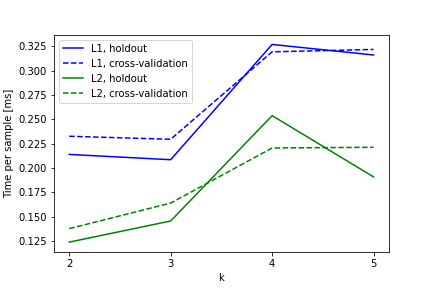 0.325
0.300
0.275
0.250
0.225
0.200
0.175
0.150
0.125
Time per sample [ms]
L1, holdout
L1, cross-validation
L2, holdout
L2, cross-validation
2 3 4 5
k